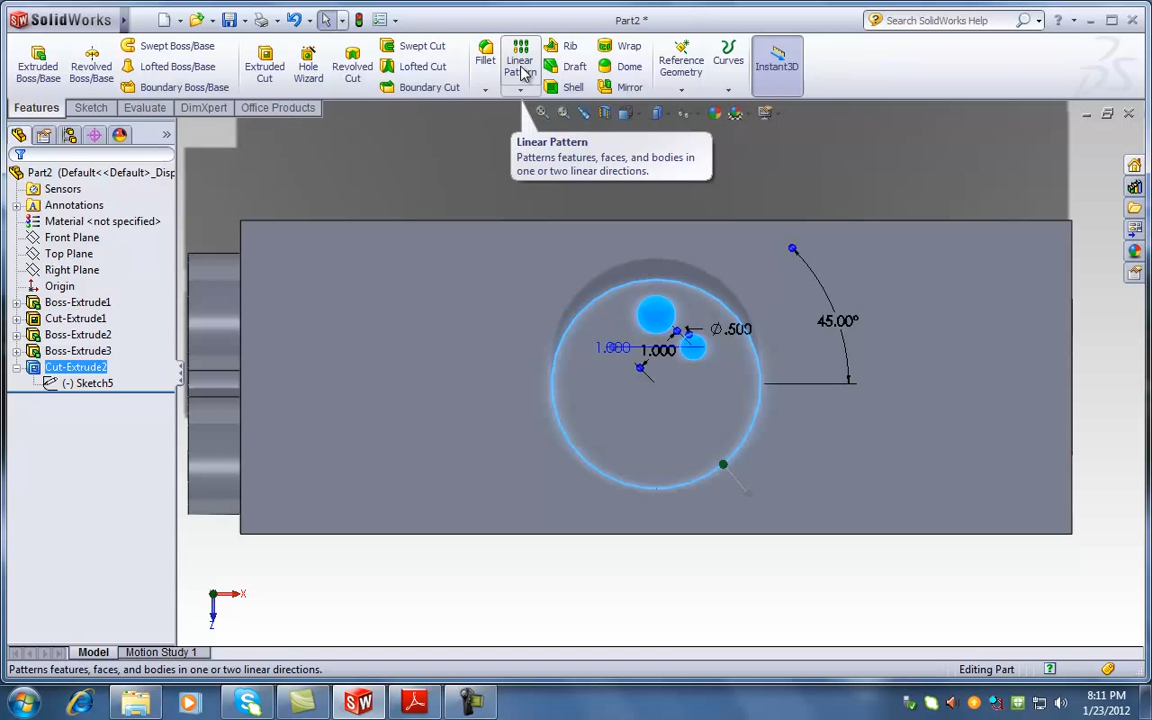 SolidWorks
Part2 *
Search SolidWorks Help
Extruded Boss/Base
Revolved Boss/Base
Swept Boss/Base
Lofted Boss/Base
Boundary Boss/Base
Extruded Cut
Hole Wizard
Revolved Cut
Swept Cut
Lofted Cut
Boundary Cut
Fillet
Linear Pattern
Rib
Draft
Shell
Wrap
Dome
Mirror
Reference Geometry
Curves
Instant3D
Features
Sketch
Evaluate
DimXpert
Office Products
Linear Pattern
Patterns features, faces, and bodies in
one or two linear directions.
Part2 (Default<<Default>_Disp
Sensors
Annotations
Material <not specified>
Front Plane
Top Plane
Right Plane
Origin
Boss-Extrude1
Cut-Extrude1
Boss-Extrude2
Boss-Extrude3
Cut-Extrude2
(-) Sketch5
Ø.500
1.000
1.000
45.00°
X
Z
Model
Motion Study 1
Patterns features, faces, and bodies in one or two linear directions.
Editing Part
8:11 PM
1/23/2012